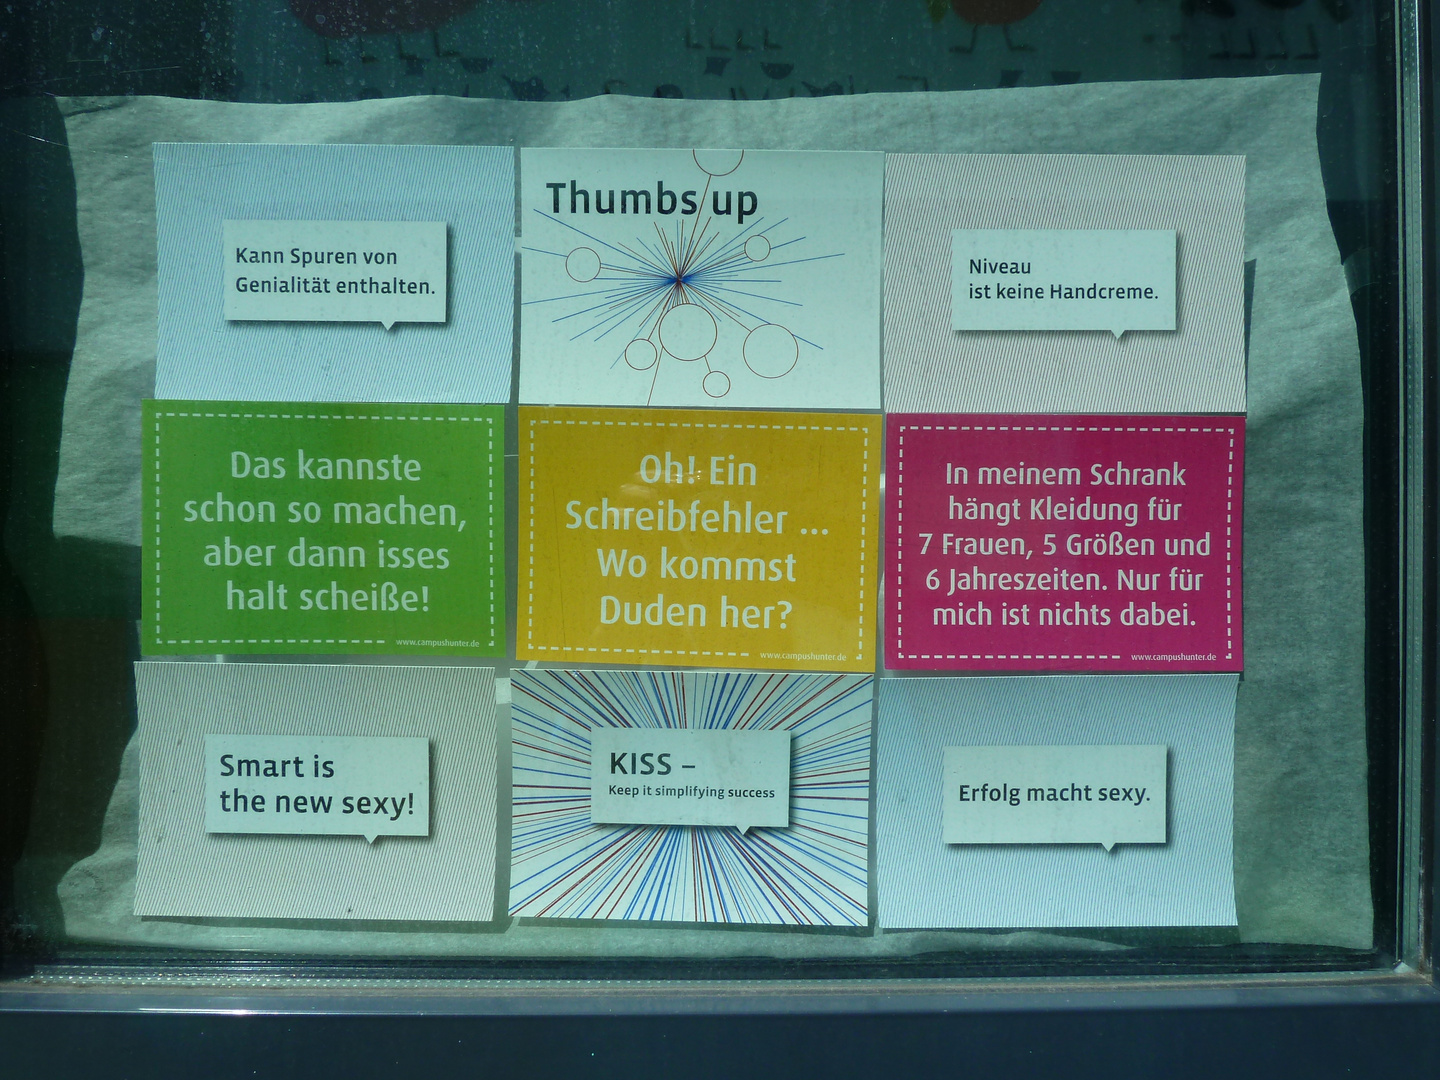 Kann Spuren von
Genialität enthalten.
Thumbs up
Niveau
ist keine Handcreme.
Das kannste
schon so machen,
aber dann isses
halt scheiße!
www.campushunter.de
Oh! Ein
Schreibfehler ...
Wo kommst
Duden her?
www.campushunter.de
In meinem Schrank
hängt Kleidung für
7 Frauen, 5 Größen und
6 Jahreszeiten. Nur für
mich ist nichts dabei.
www.campushunter.de
Smart is
the new sexy!
KISS –
Keep it simplifying success
Erfolg macht sexy.